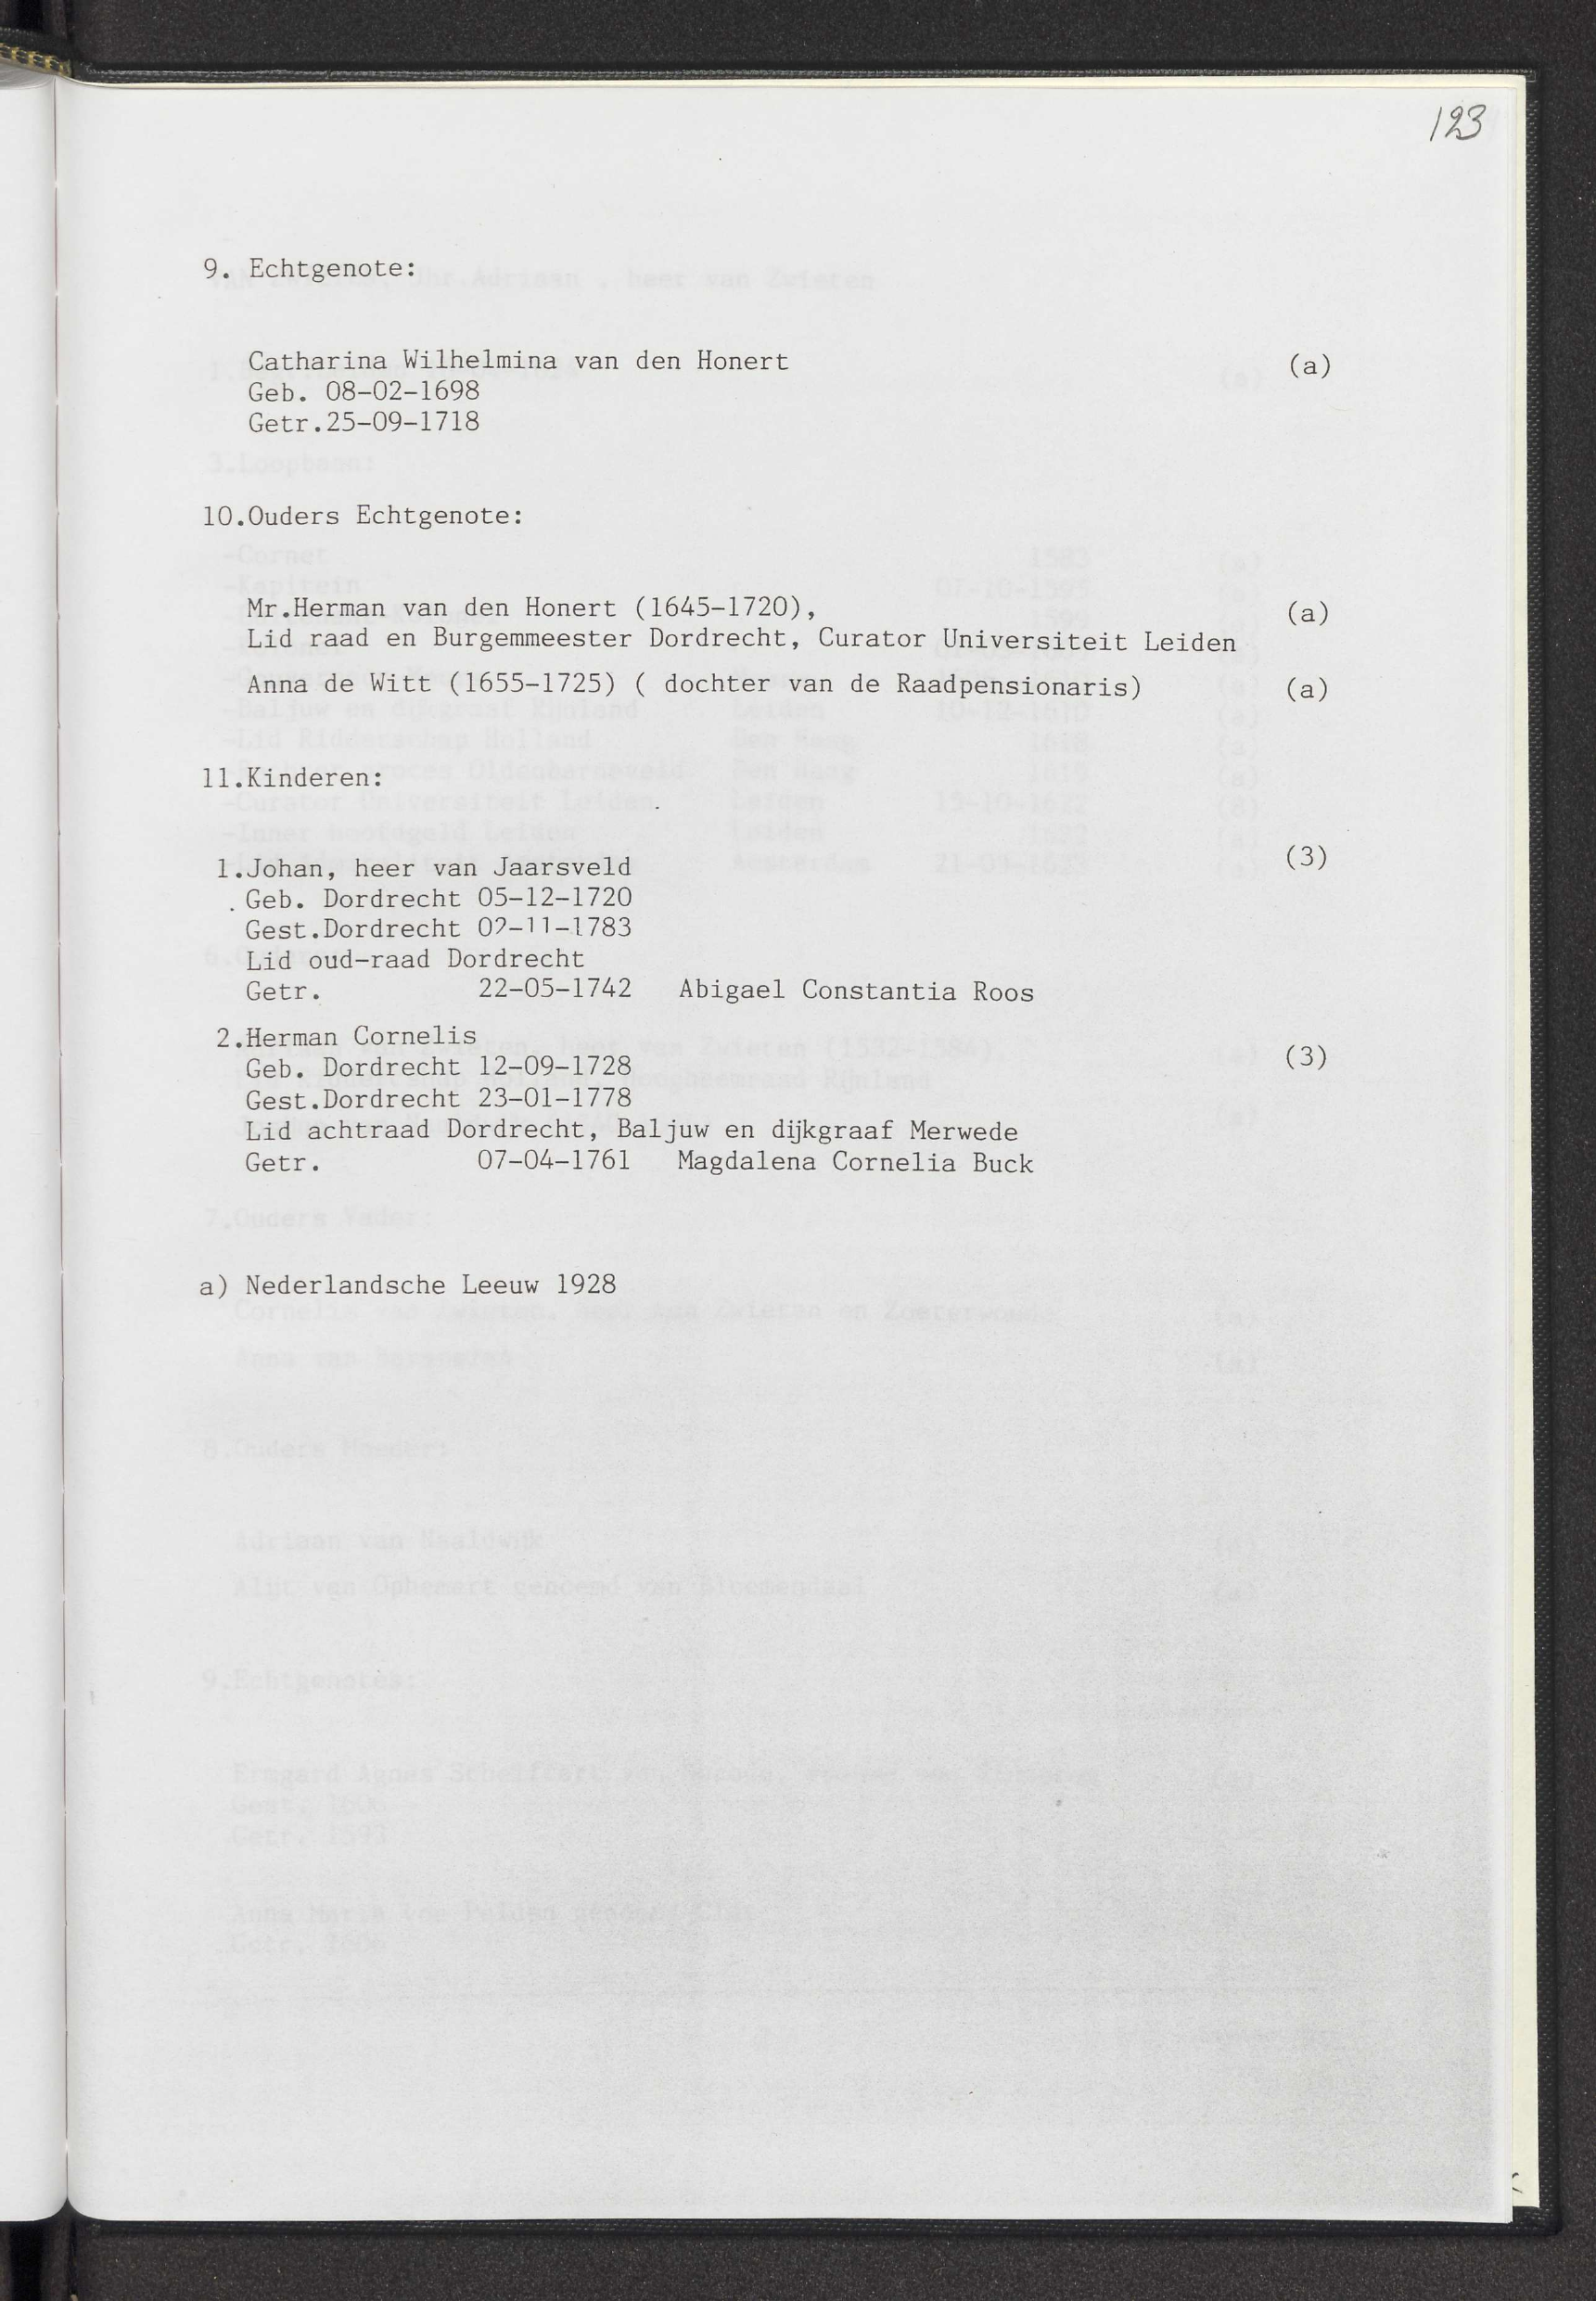 123
9. Echtgenote:
Catharina Wilhelmina van den Honert (a)
Geb. 08-02-1698
Getr.25-09-1718
10.Ouders Echtgenote:
Mr.Herman van den Honert (1645-1720), (a)
Lid raad en Burgemmeester Dordrecht, Curator Universiteit Leiden
Anna de Witt (1655-1725) ( dochter van de Raadpensionaris) (a)
11.Kinderen:
1.Johan, heer van Jaarsveld (3)
Geb. Dordrecht 05-12-1720
Gest.Dordrecht 02-11-1783
Lid oud-raad Dordrecht
Getr. 22-05-1742 Abigael Constantia Roos
2.Herman Cornelis
Geb. Dordrecht 12-09-1728 (3)
Gest.Dordrecht 23-01-1778
Lid achtraad Dordrecht, Baljuw en dijkgraaf Merwede
Getr. 07-04-1761 Magdalena Cornelia Buck
a) Nederlandsche Leeuw 1928